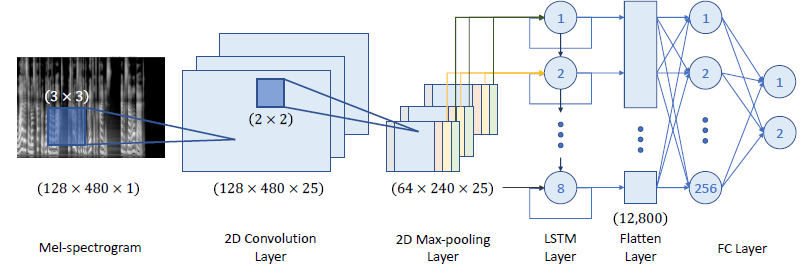 (3 × 3)
(2 × 2)
1
2
8
1
2
256
1
2
(128 × 480 × 1)
(128 × 480 × 25)
(64 × 240 × 25)
(12,800)
Mel-spectrogram
2D Convolution
Layer
2D Max-pooling
Layer
LSTM
Layer
Flatten
Layer
FC Layer